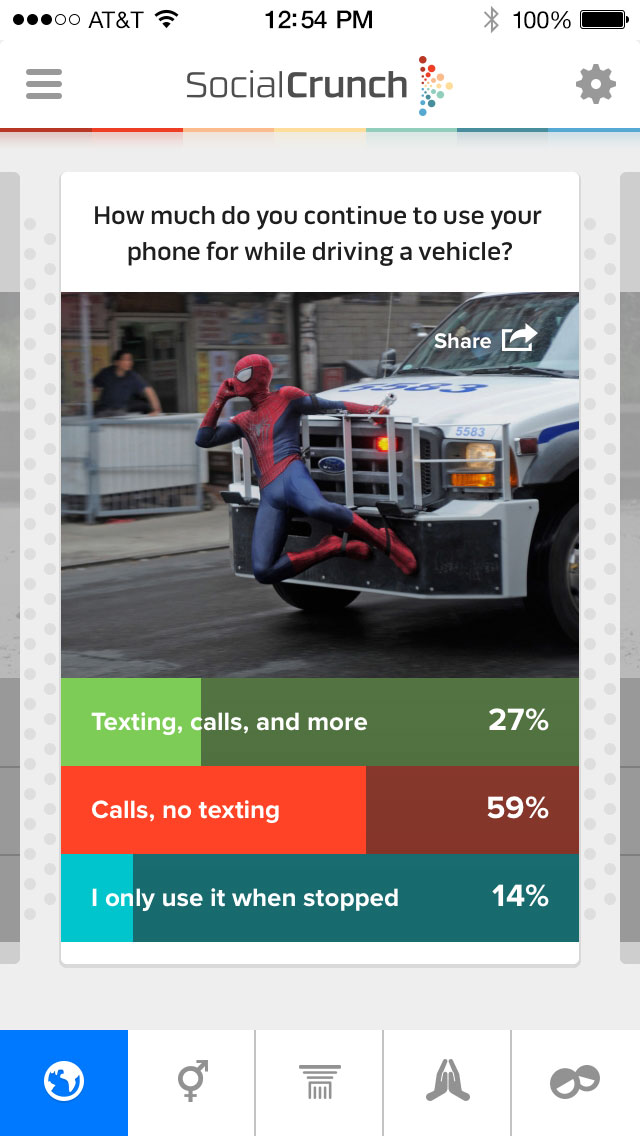 AT&T 12:54 PM 100%
SocialCrunch
How much do you continue to use your
phone for while driving a vehicle?
Share
5583
5583
Ford
Texting, calls, and more 27%
Calls, no texting 59%
I only use it when stopped 14%